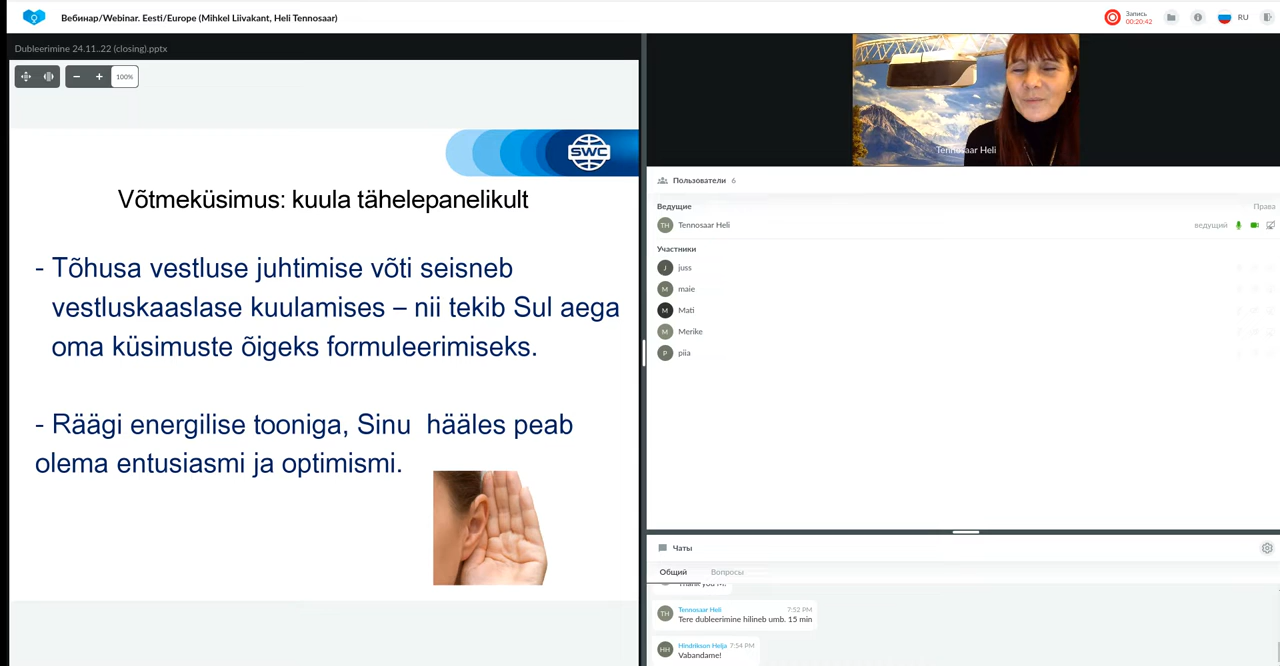 Вебинар/Webinar. Eesti/Europe (Mihkel Liivakant, Heli Tennosaar)
Запись
00:20:42
RU
Dubleerimine 24.11..22 (closing).pptx
100%
SWC
Võtmeküsimus: kuula tähelepanelikult
- Tõhusa vestluse juhtimise võti seisneb
vestluskaaslase kuulamises – nii tekib Sul aega
oma küsimuste õigeks formuleerimiseks.
- Räägi energilise tooniga, Sinu hääles peab
olema entusiasmi ja optimismi.
Tennosaar Heli
Пользователи 6
Ведущие Права
TH Tennosaar Heli ведущий
Участники
J juss
M maie
M Mati
M Merike
P piia
Чаты
Общий Вопросы
Thank you M.
TH Tennosaar Heli 7:52 PM
Tere dubleerimine hilineb umb. 15 min
HH Hindrikson Helja 7:54 PM
Vabandame!